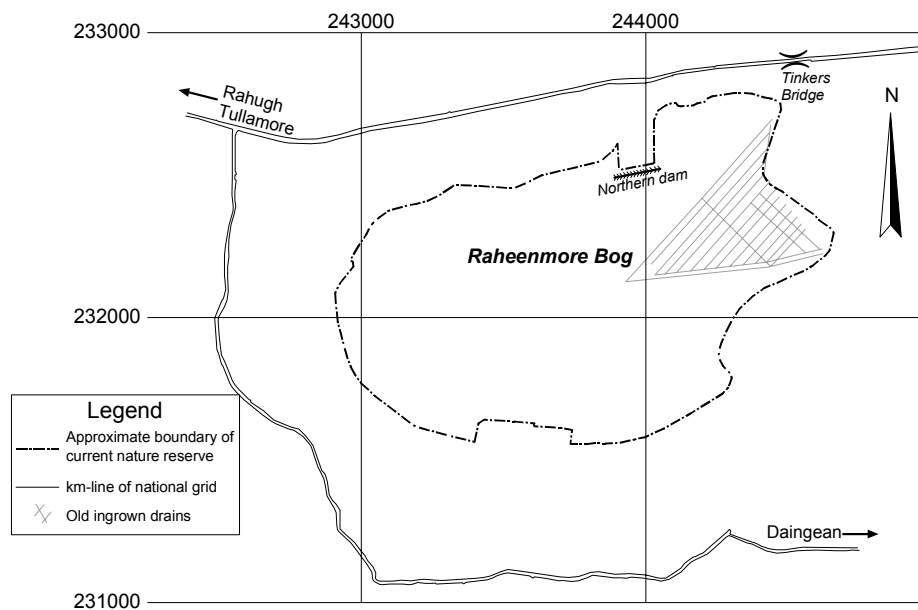 243000
244000
233000
Tinkers
Bridge
Rahugh
Tullamore
N
Northern dam
Raheenmore Bog
232000
Legend
Approximate boundary of
current nature reserve
km-line of national grid
Old ingrown drains
Daingean
231000